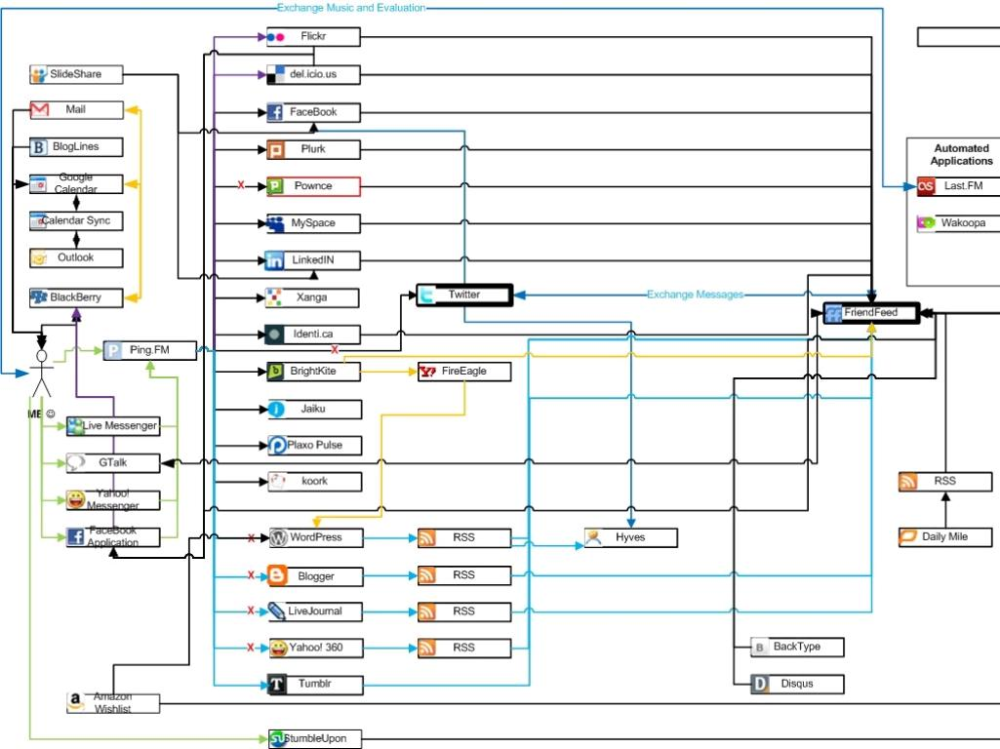 Exchange Music and Evaluation
Flickr
SlideShare
del.icio.us
Mail
FaceBook
BlogLines
Plurk
Automated
Applications
Google
Calendar
X
Pownce
Last.FM
Calendar Sync
MySpace
Wakoopa
Outlook
LinkedIN
BlackBerry
Xanga
Twitter
Exchange Messages
FriendFeed
Identi.ca
Ping.FM
X
BrightKite
FireEagle
ME ☺
Jaiku
Live Messenger
Plaxo Pulse
GTalk
koork
RSS
Yahoo!
Messenger
FaceBook
Application
X
WordPress
RSS
Hyves
Daily Mile
X
Blogger
RSS
X
LiveJournal
RSS
X
Yahoo! 360
RSS
BackType
Tumblr
Disqus
Amazon
Wishlist
StumbleUpon